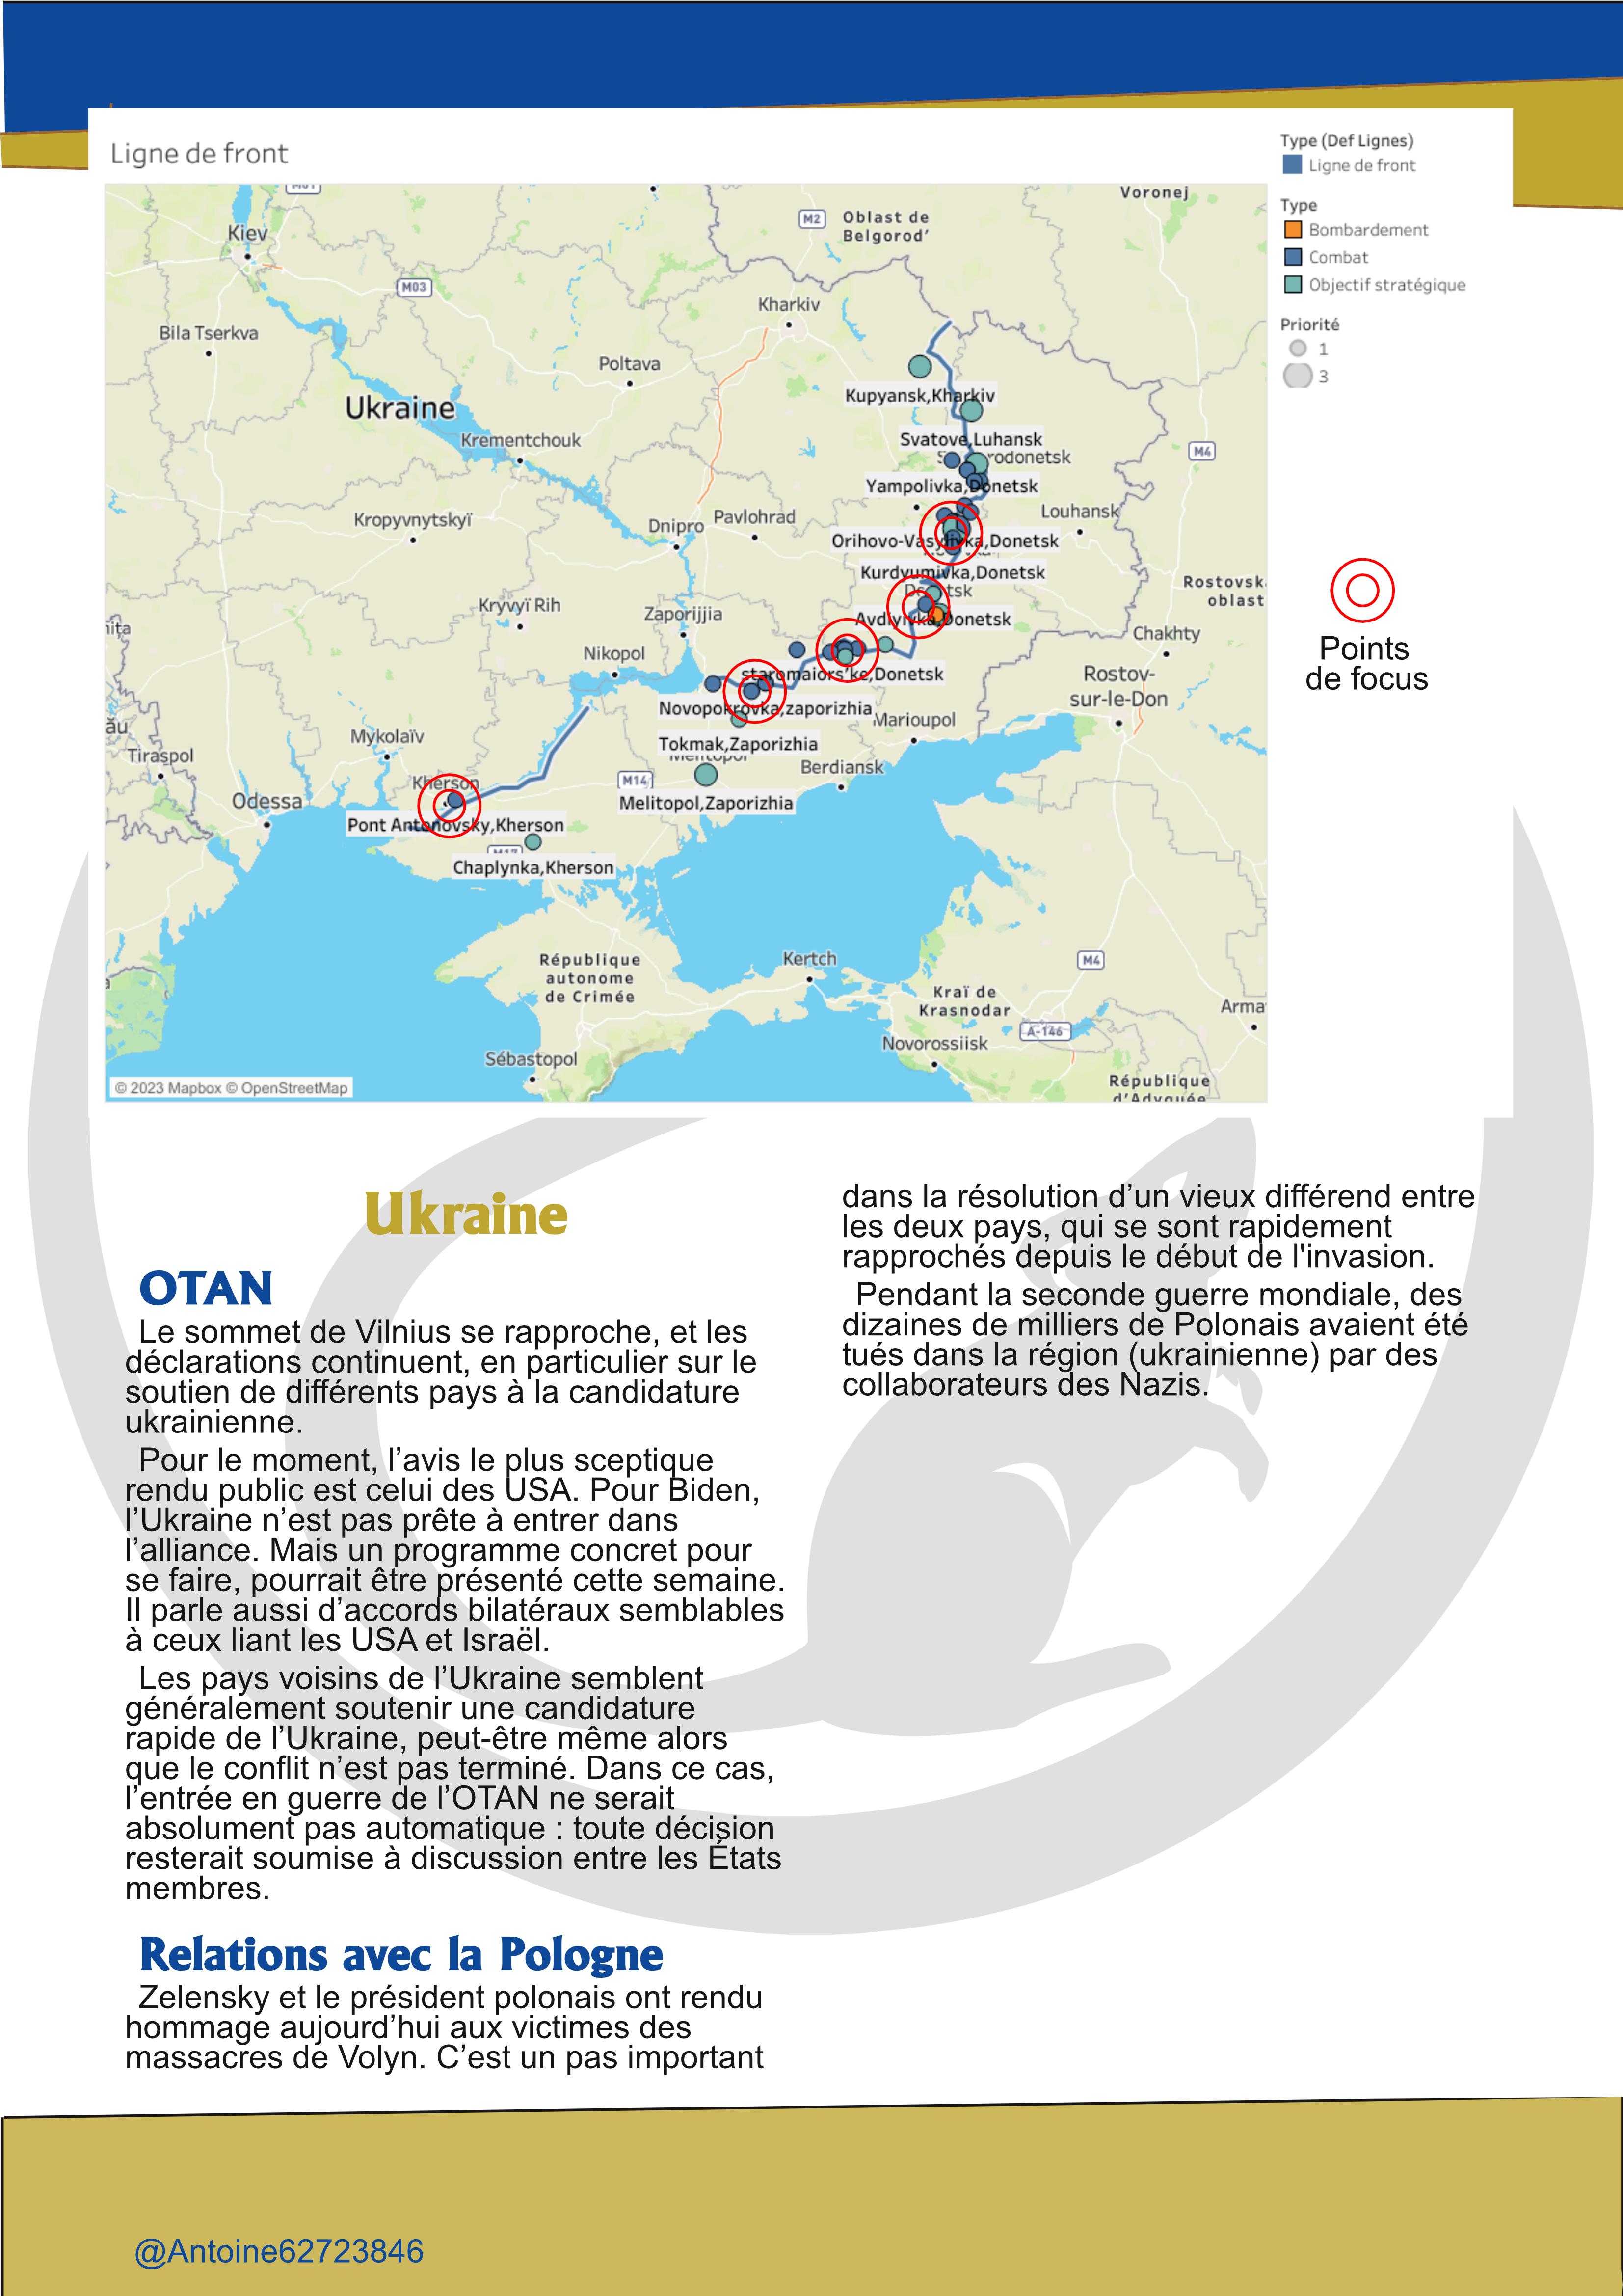 Ligne de front
Type (Def Lignes)
Ligne de front
Type
Bombardement
Combat
Objectif stratégique
Priorité
1
3
Points
de focus
Voronej
M2
Oblast de
Belgorod'
Kiev
M03
Kharkiv
Bila Tserkva
Poltava
Kupyansk,Kharkiv
Ukraine
Krementchouk
Svatove,Luhansk
M4
Yampolivka,Donetsk
Louhansk
Kropyvnytskyï
Dnipro
Pavlohrad
Orihovo-Vasylivka,Donetsk
Kurdyumivka,Donetsk
Rostovsk
oblast
Kryvyï Rih
Zaporijjia
Avdiyivka,Donetsk
Chakhty
Nikopol
staromaiors'ke,Donetsk
Rostov-
sur-le-Don
Novopokrovka,zaporizhia
Marioupol
Mykolaïv
Tiraspol
Tokmak,Zaporizhia
Melitopol
Berdiansk
Kherson
M14
Odessa
Melitopol,Zaporizhia
Pont Antonovsky,Kherson
M17
Chaplynka,Kherson
République
autonome
de Crimée
Kertch
M4
Kraï de
Krasnodar
Arma
A-146
Novorossiisk
Sébastopol
République
d'Adyguée
© 2023 Mapbox © OpenStreetMap
Ukraine
OTAN
Le sommet de Vilnius se rapproche, et les
déclarations continuent, en particulier sur le
soutien de différents pays à la candidature
ukrainienne.
Pour le moment, l’avis le plus sceptique
rendu public est celui des USA. Pour Biden,
l’Ukraine n’est pas prête à entrer dans
l’alliance. Mais un programme concret pour
se faire, pourrait être présenté cette semaine.
Il parle aussi d’accords bilatéraux semblables
à ceux liant les USA et Israël.
Les pays voisins de l’Ukraine semblent
généralement soutenir une candidature
rapide de l’Ukraine, peut-être même alors
que le conflit n’est pas terminé. Dans ce cas,
l’entrée en guerre de l’OTAN ne serait
absolument pas automatique : toute décision
resterait soumise à discussion entre les États
membres.
Relations avec la Pologne
Zelensky et le président polonais ont rendu
hommage aujourd’hui aux victimes des
massacres de Volyn. C’est un pas important
dans la résolution d’un vieux différend entre
les deux pays, qui se sont rapidement
rapprochés depuis le début de l'invasion.
Pendant la seconde guerre mondiale, des
dizaines de milliers de Polonais avaient été
tués dans la région (ukrainienne) par des
collaborateurs des Nazis.
@Antoine62723846